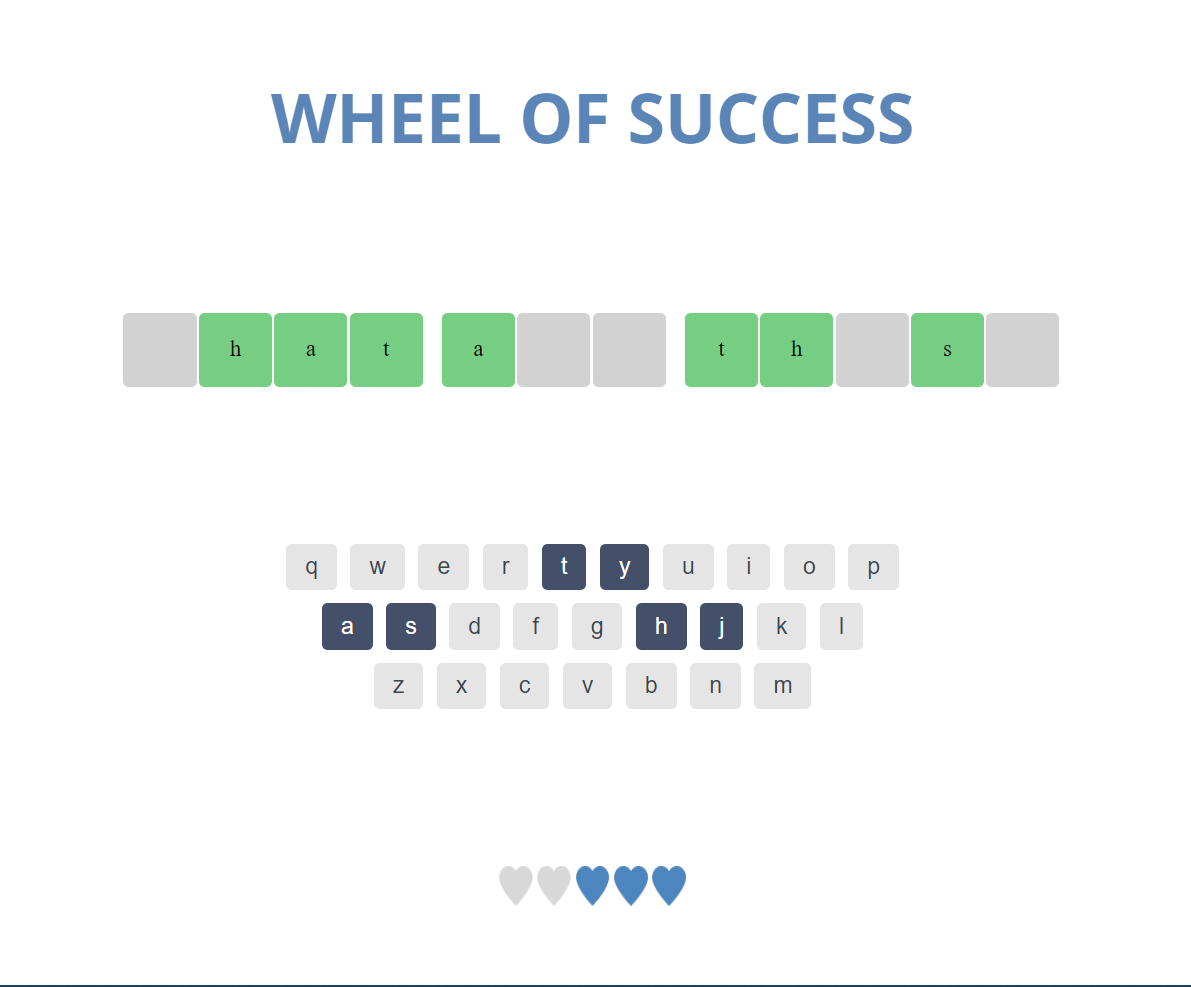 WHEEL OF SUCCESS
h a t a t h s
q w e r t y u i o p
a s d f g h j k l
z x c v b n m